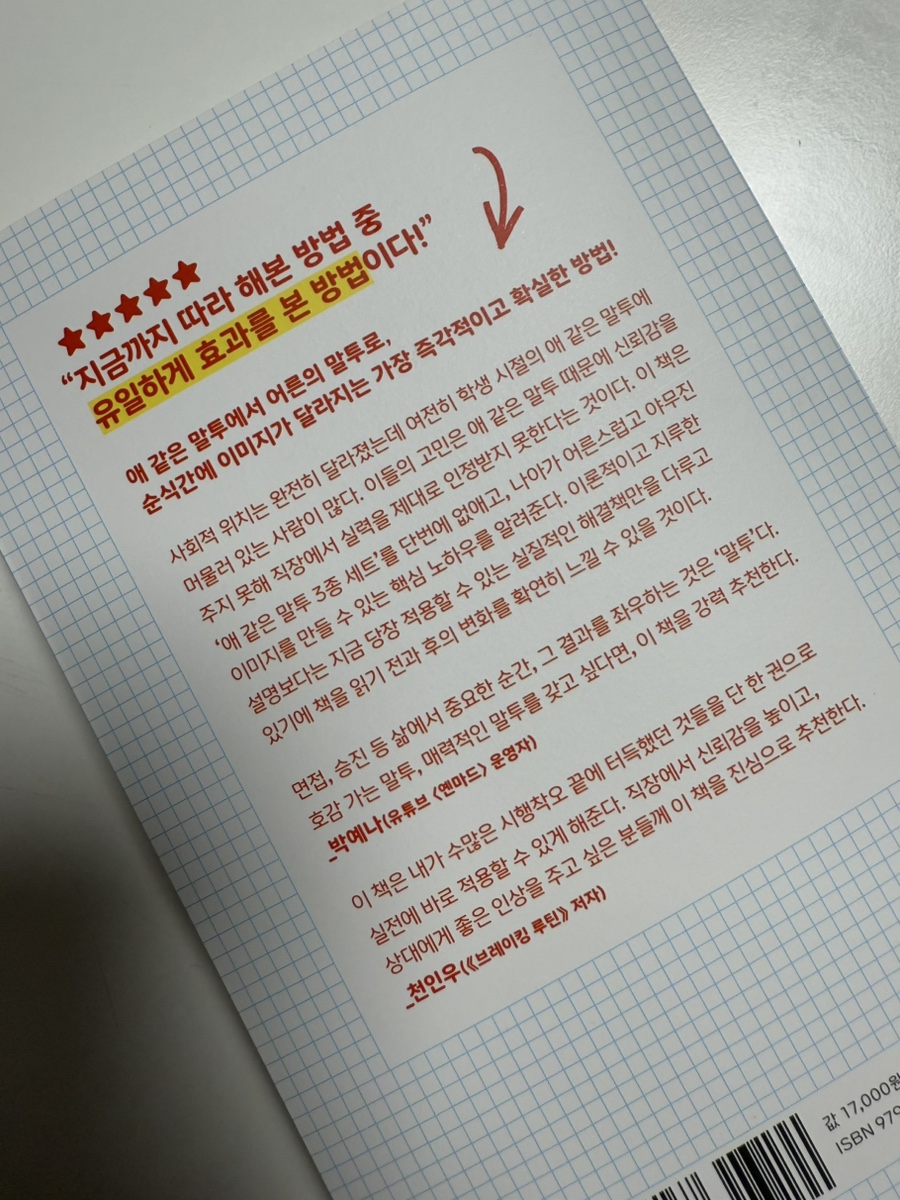 ★★★★★
“지금까지 따라 해본 방법 중
유일하게 효과를 본 방법이다!”
애 같은 말투에서 어른의 말투로,
순식간에 이미지가 달라지는 가장 즉각적이고 확실한 방법!
사회적 위치는 완전히 달라졌는데 여전히 학생 시절의 애 같은 말투에
머물러 있는 사람이 많다. 이들의 고민은 애 같은 말투 때문에 신뢰감을
주지 못해 직장에서 실력을 제대로 인정받지 못한다는 것이다. 이 책은
‘애 같은 말투 3종 세트’를 단번에 없애고, 나아가 어른스럽고 야무진
이미지를 만들 수 있는 핵심 노하우를 알려준다. 이론적이고 지루한
설명보다는 지금 당장 적용할 수 있는 실질적인 해결책만을 다루고
있기에 책을 읽기 전과 후의 변화를 확연히 느낄 수 있을 것이다.
면접, 승진 등 삶에서 중요한 순간, 그 결과를 좌우하는 것은 ‘말투’다.
호감 가는 말투, 매력적인 말투를 갖고 싶다면, 이 책을 강력 추천한다.
_박예나(유튜브 〈옌마드〉 운영자)
이 책은 내가 수많은 시행착오 끝에 터득했던 것들을 단 한 권으로
실전에 바로 적용할 수 있게 해준다. 직장에서 신뢰감을 높이고,
상대에게 좋은 인상을 주고 싶은 분들께 이 책을 진심으로 추천한다.
_천인우(《브레이킹 루틴》 저자)
값 17,000원
ISBN 979